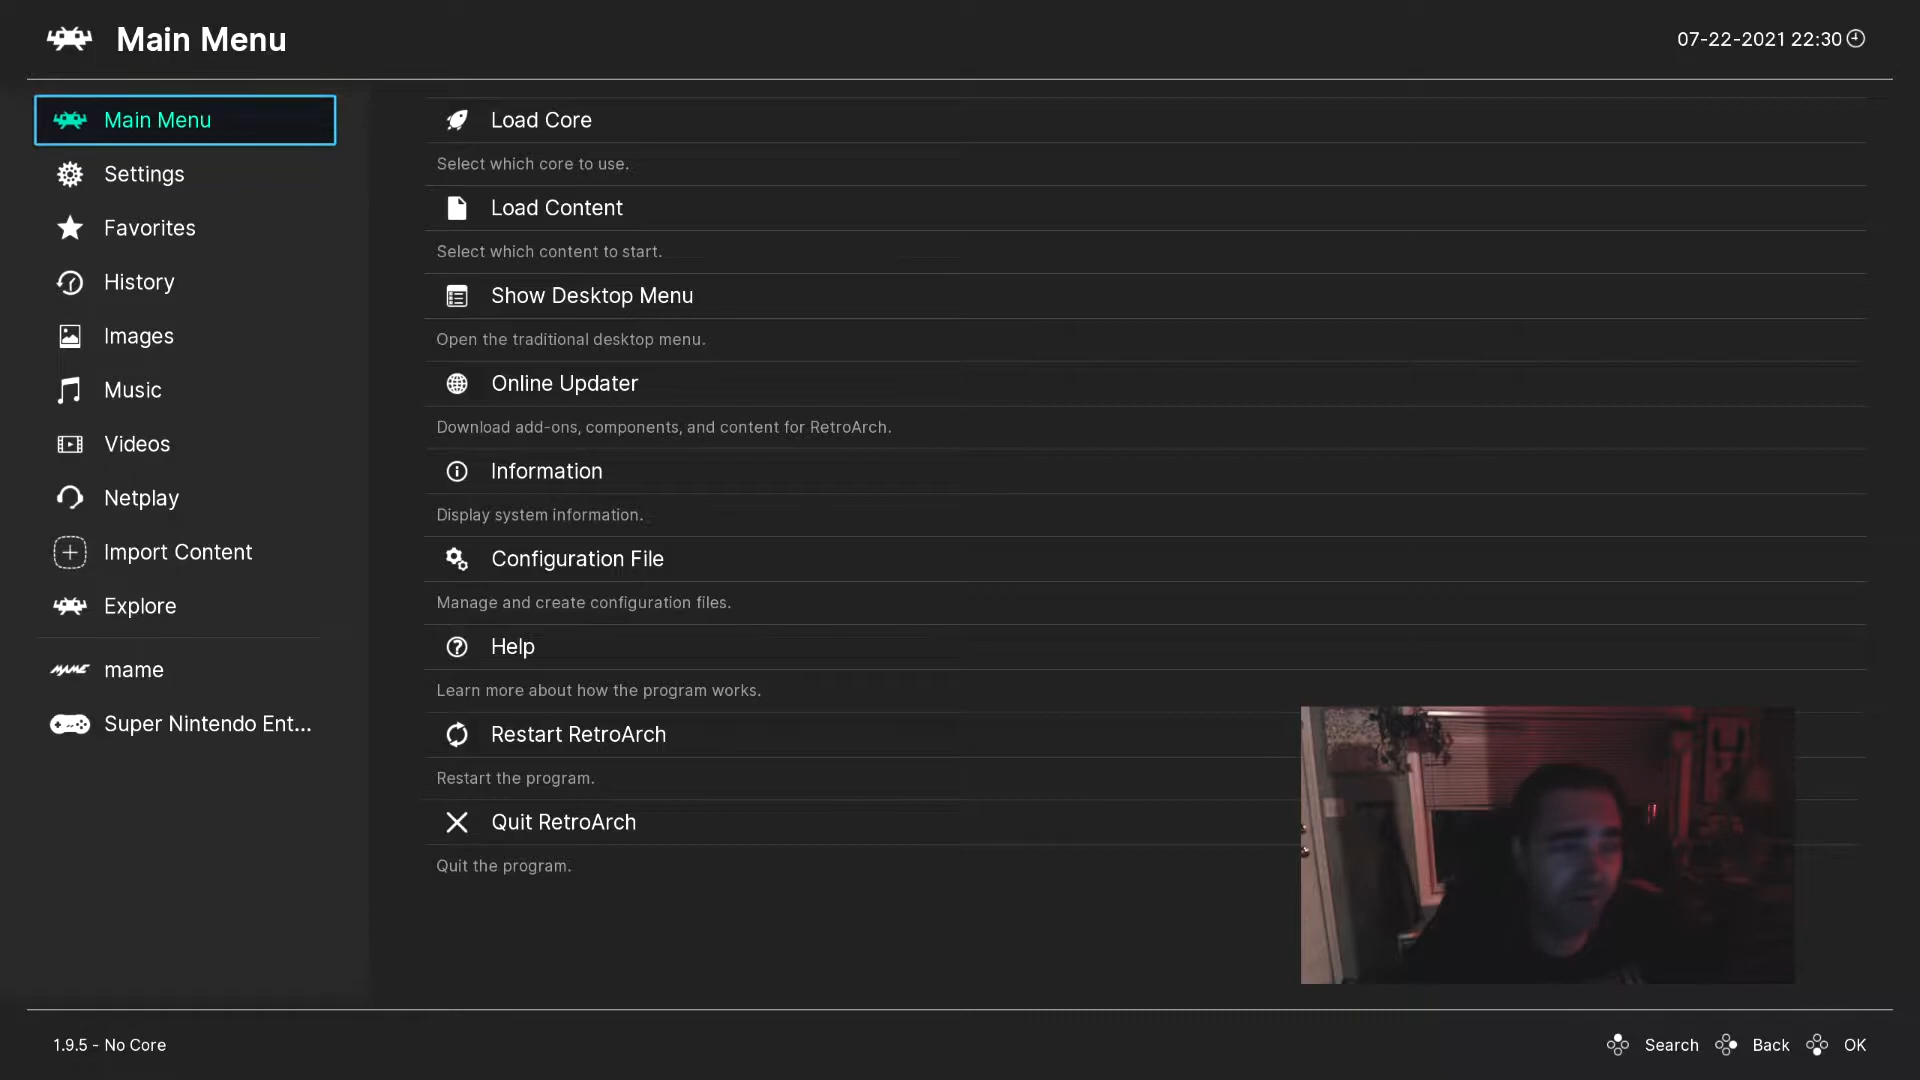 Main Menu
07-22-2021 22:30
Main Menu
Settings
Favorites
History
Images
Music
Videos
Netplay
Import Content
Explore
MAME mame
Super Nintendo Ent...
Load Core
Select which core to use.
Load Content
Select which content to start.
Show Desktop Menu
Open the traditional desktop menu.
Online Updater
Download add-ons, components, and content for RetroArch.
Information
Display system information.
Configuration File
Manage and create configuration files.
Help
Learn more about how the program works.
Restart RetroArch
Restart the program.
Quit RetroArch
Quit the program.
1.9.5 - No Core
Search Back OK